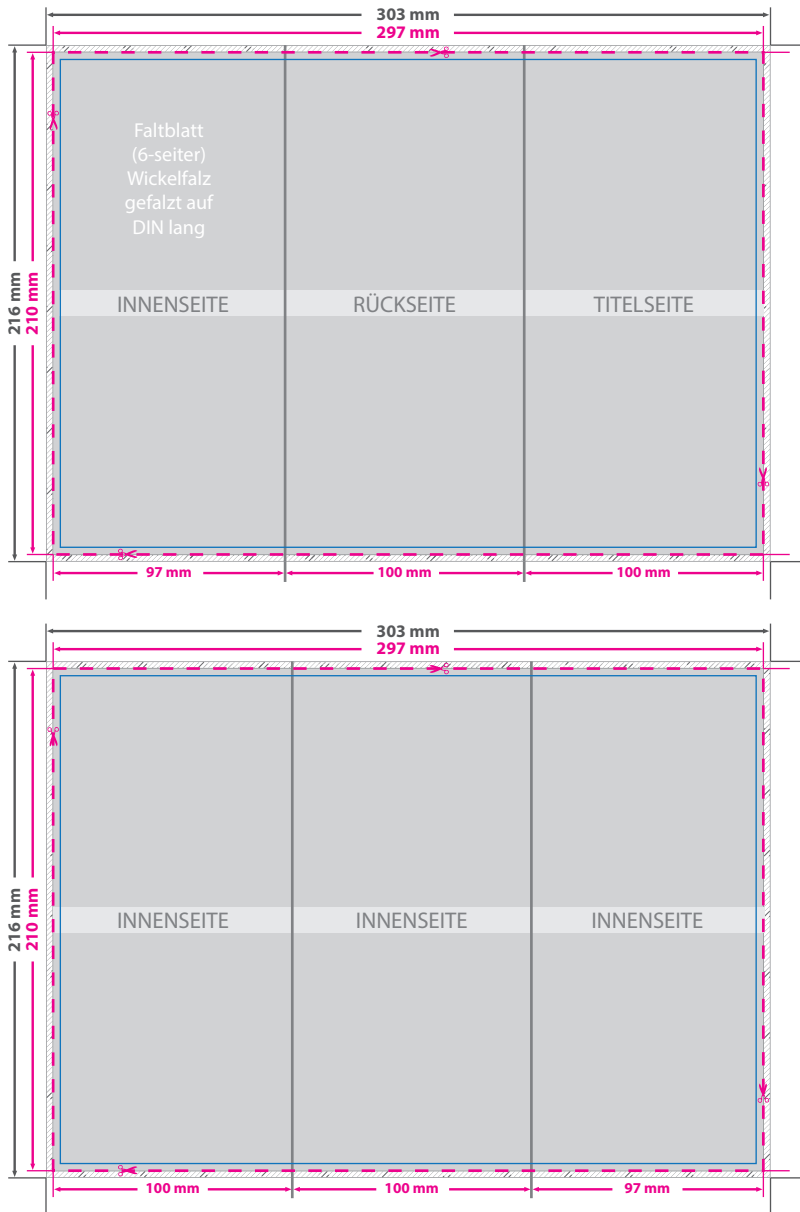 303 mm
297 mm
Faltblatt
(6-seiter)
Wickelfalz
gefalzt auf
DIN lang
216 mm
210 mm
INNENSEITE
RÜCKSEITE
TITELSEITE
97 mm
100 mm
100 mm
303 mm
297 mm
216 mm
210 mm
INNENSEITE
INNENSEITE
INNENSEITE
100 mm
100 mm
97 mm